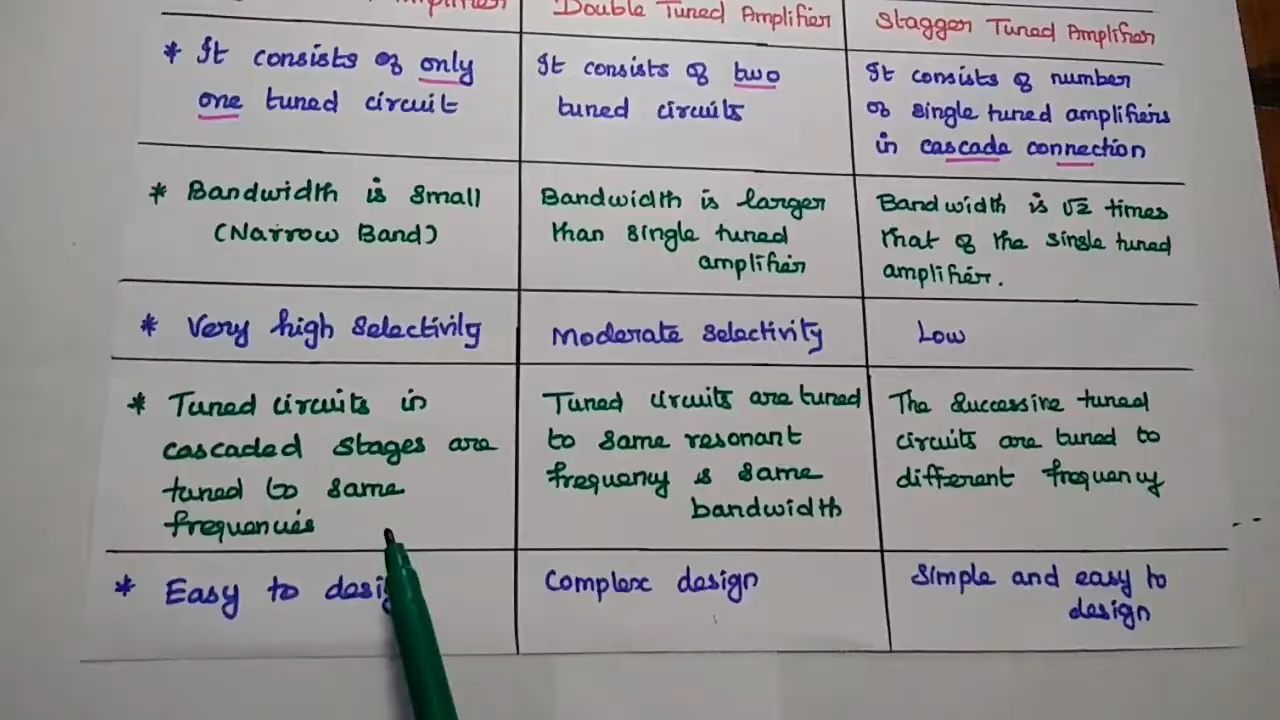 Amplifier
Double Tuned Amplifier
Stagger Tuned Amplifier
* It consists of only
one tuned circuit
It consists of two
tuned circuits
It consists of number
of single tuned amplifiers
in cascade connection
* Bandwidth is small
(Narrow Band)
Bandwidth is larger
than single tuned
amplifier
Bandwidth is √2 times
that of the single tuned
amplifier.
* Very high selectivity
Moderate selectivity
Low
* Tuned circuits in
cascaded stages are
tuned to same
frequencies
Tuned circuits are tuned
to same resonant
frequency is same
bandwidth
The successive tuned
circuits are tuned to
different frequency
* Easy to
Complex design
Simple and easy to
design